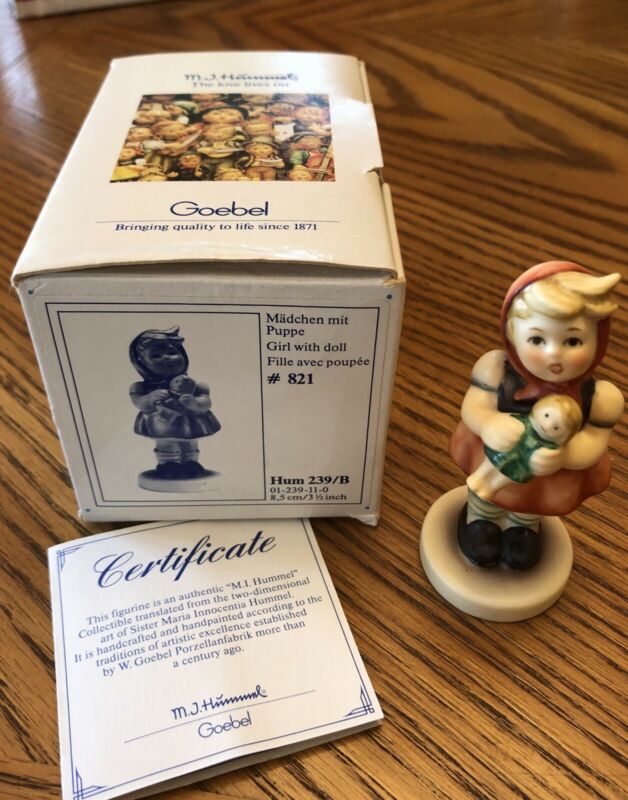 M.J. Hummel
The love lives on
Goebel
Bringing quality to life since 1871
Mädchen mit
Puppe
Girl with doll
Fille avec poupée
# 821
Hum 239/B
01-239-11-0
8,5 cm/3 ½ inch
Certificate
This figurine is an authentic "M.I. Hummel"
Collectible translated from the two-dimensional
art of Sister Maria Innocentia Hummel.
It is handcrafted and handpainted according to the
traditions of artistic excellence established
by W. Goebel Porzellanfabrik more than
a century ago.
M.J. Hummel®
Goebel